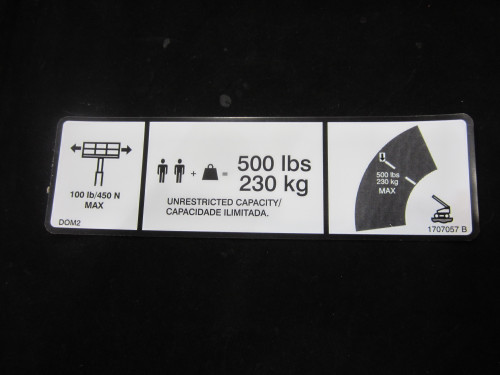 100 lb/450 N
MAX
DOM2
+ = 500 lbs
230 kg
UNRESTRICTED CAPACITY/
CAPACIDADE ILIMITADA.
500 lbs
230 kg
MAX
1707057 B